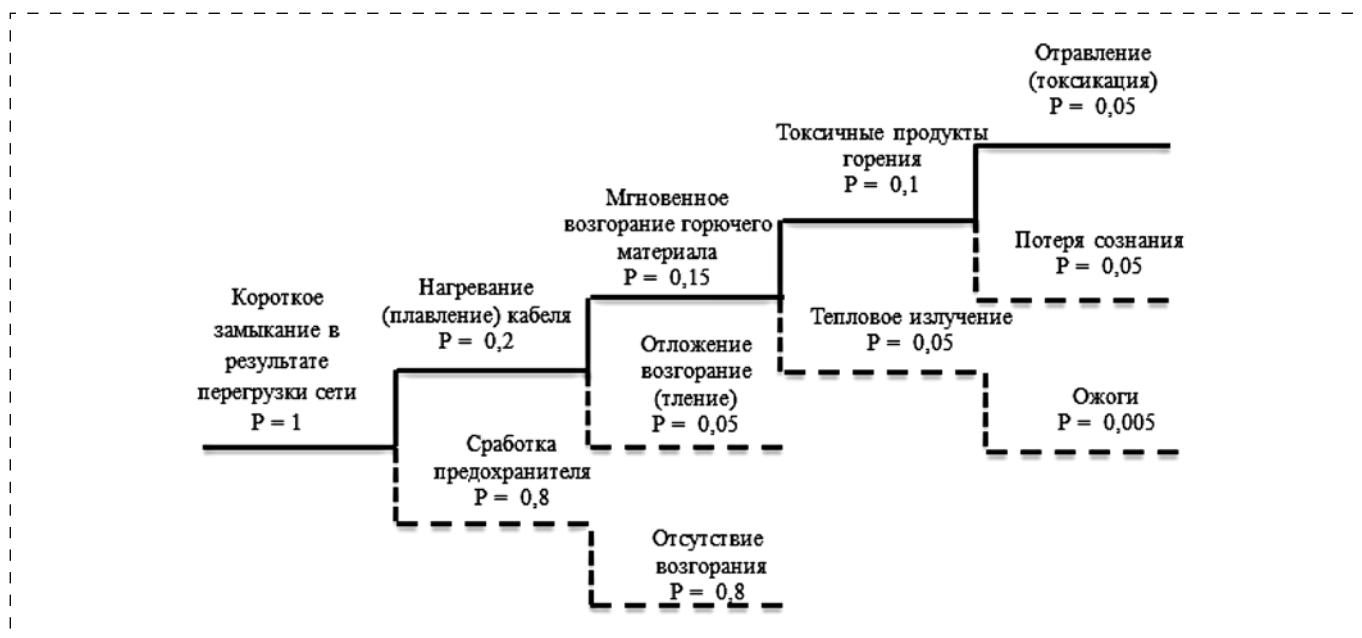 Короткое
замыкание в
результате
перегрузки сети
P = 1
Нагревание
(плавление) кабеля
P = 0,2
Сработка
предохранителя
P = 0,8
Мгновенное
возгорание горючего
материала
P = 0,15
Отложение
возгорание
(тление)
P = 0,05
Отсутствие
возгорания
P = 0,8
Токсичные продукты
горения
P = 0,1
Тепловое излучение
P = 0,05
Отравление
(токсикация)
P = 0,05
Потеря сознания
P = 0,05
Ожоги
P = 0,005